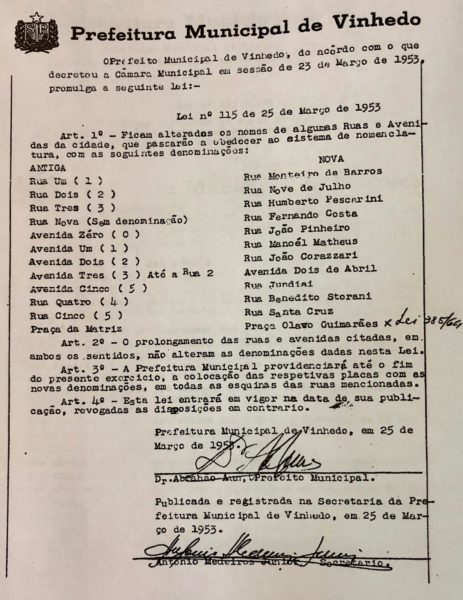 Prefeitura Municipal de Vinhedo
OPrefeito Municipal de Vinhedo, de acordo com o que
decretou a Câmara Municipal em sessão de 23 de Março de 1953,
promulga a seguinte lei:-
Lei nº 115 de 25 de Março de 1953
Art. 1º - Ficam alterados os nomes de algumas Ruas e Aveni-
das da cidade, que passarão a obedecer ao sistema de nomencla-
tura, com as seguintes denominações:
ANTIGA NOVA
Rua Um ( 1 ) Rua Monteiro de Barros
Rua Dois ( 2 ) Rua Nove de Julho
Rua Tres ( 3 ) Rua Humberto Pescarini
Rua Nova (Sem denominação) Rua Fernando Costa
Avenida Zéro ( 0 ) Rua João Pinheiro
Avenida Um ( 1 ) Rua Manoél Matheus
Avenida Dois ( 2 ) Rua João Corazzari
Avenida Tres ( 3 ) Até a Rua 2 Avenida Dois de Abril
Avenida Cinco ( 5 ) Rua Jundiaí
Rua Quatro ( 4 ) Rua Benedito Storani
Rua Cinco ( 5 ) Rua Santa Cruz
Praça da Matriz Praça Olavo Guimarães x Lei 385/64
Art. 2º - O prolongamento das ruas e avenidas citadas, em
ambos os sentidos, não alteram as denominações dadas nesta Lei.
Art. 3º - A Prefeitura Municipal providenciará até o fim
do presente exercicio, a colocação das respetivas placas com as
novas denominações, em todas as esquinas das ruas mencionadas.
Art. 4º - Esta lei entrará em vigor na data de sua publi-
cação, revogadas as disposições em contrario.
Prefeitura Municipal de Vinhedo, em 25 de
Março de 1953.
Dr. Abrahão Aun, Prefeito Municipal.
Publicada e registrada na Secretaria da Pre-
feitura Municipal de Vinhedo, em 25 de Mar-
ço de 1953.
Antonio Medeiros Junior, Secretario.